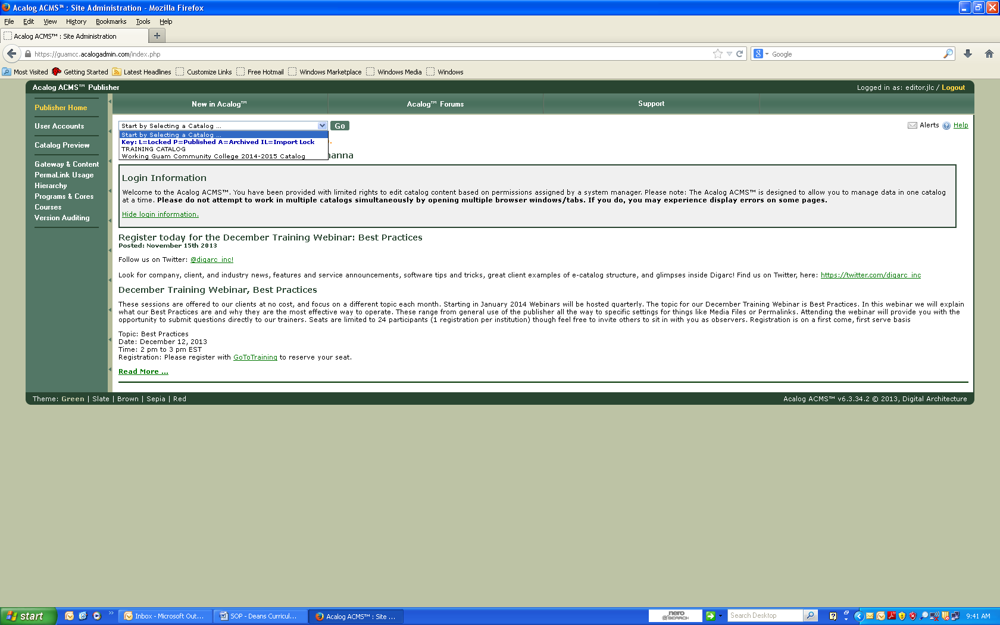 Acalog ACMS™ : Site Administration - Mozilla Firefox
File Edit View History Bookmarks Tools Help
Acalog ACMS™ : Site Administration
https://guamcc.acalogadmin.com/index.php
Google
Most Visited Getting Started Latest Headlines Customize Links Free Hotmail Windows Marketplace Windows Media Windows
Acalog ACMS™ Publisher
Logged in as: editor.jlc / Logout
Publisher Home
User Accounts
Catalog Preview
Gateway & Content
PermaLink Usage
Hierarchy
Programs & Cores
Courses
Version Auditing
New in Acalog™ Acalog™ Forums Support
Start by Selecting a Catalog ... Go
Alerts Help
Start by Selecting a Catalog ...
Key: L=Locked P=Published A=Archived IL=Import Lock
TRAINING CATALOG
Working Guam Community College 2014-2015 Catalog
Login Information
Welcome to the Acalog ACMS™. You have been provided with limited rights to edit catalog content based on permissions assigned by a system manager. Please note: The Acalog ACMS™ is designed to allow you to manage data in one catalog
at a time. Please do not attempt to work in multiple catalogs simultaneously by opening multiple browser windows/tabs. If you do, you may experience display errors on some pages.
Hide login information.
Register today for the December Training Webinar: Best Practices
Posted: November 15th 2013
Follow us on Twitter: @digarc_inc!
Look for company, client, and industry news, features and service announcements, software tips and tricks, great client examples of e-catalog structure, and glimpses inside Digarc! Find us on Twitter, here: https://twitter.com/digarc_inc
December Training Webinar, Best Practices
These sessions are offered to our clients at no cost, and focus on a different topic each month. Starting in January 2014 Webinars will be hosted quarterly. The topic for our December Training Webinar is Best Practices. In this webinar we will explain
what our Best Practices are and why they are the most effective way to operate. These range from general use of the publisher all the way to specific settings for things like Media Files or Permalinks. Attending the webinar will provide you with the
opportunity to submit questions directly to our trainers. Seats are limited to 24 participants (1 registration per institution) though feel free to invite others to sit in with you as observers. Registration is on a first come, first serve basis
Topic: Best Practices
Date: December 12, 2013
Time: 2 pm to 3 pm EST
Registration: Please register with GoToTraining to reserve your seat.
Read More ...
Theme: Green | Slate | Brown | Sepia | Red
Acalog ACMS™ v6.3.34.2 © 2013, Digital Architecture
start
Inbox - Microsoft Out...
SOP - Deans Curricul...
Acalog ACMS™ : Site ...
nero
SEARCH
Search Desktop
9:41 AM